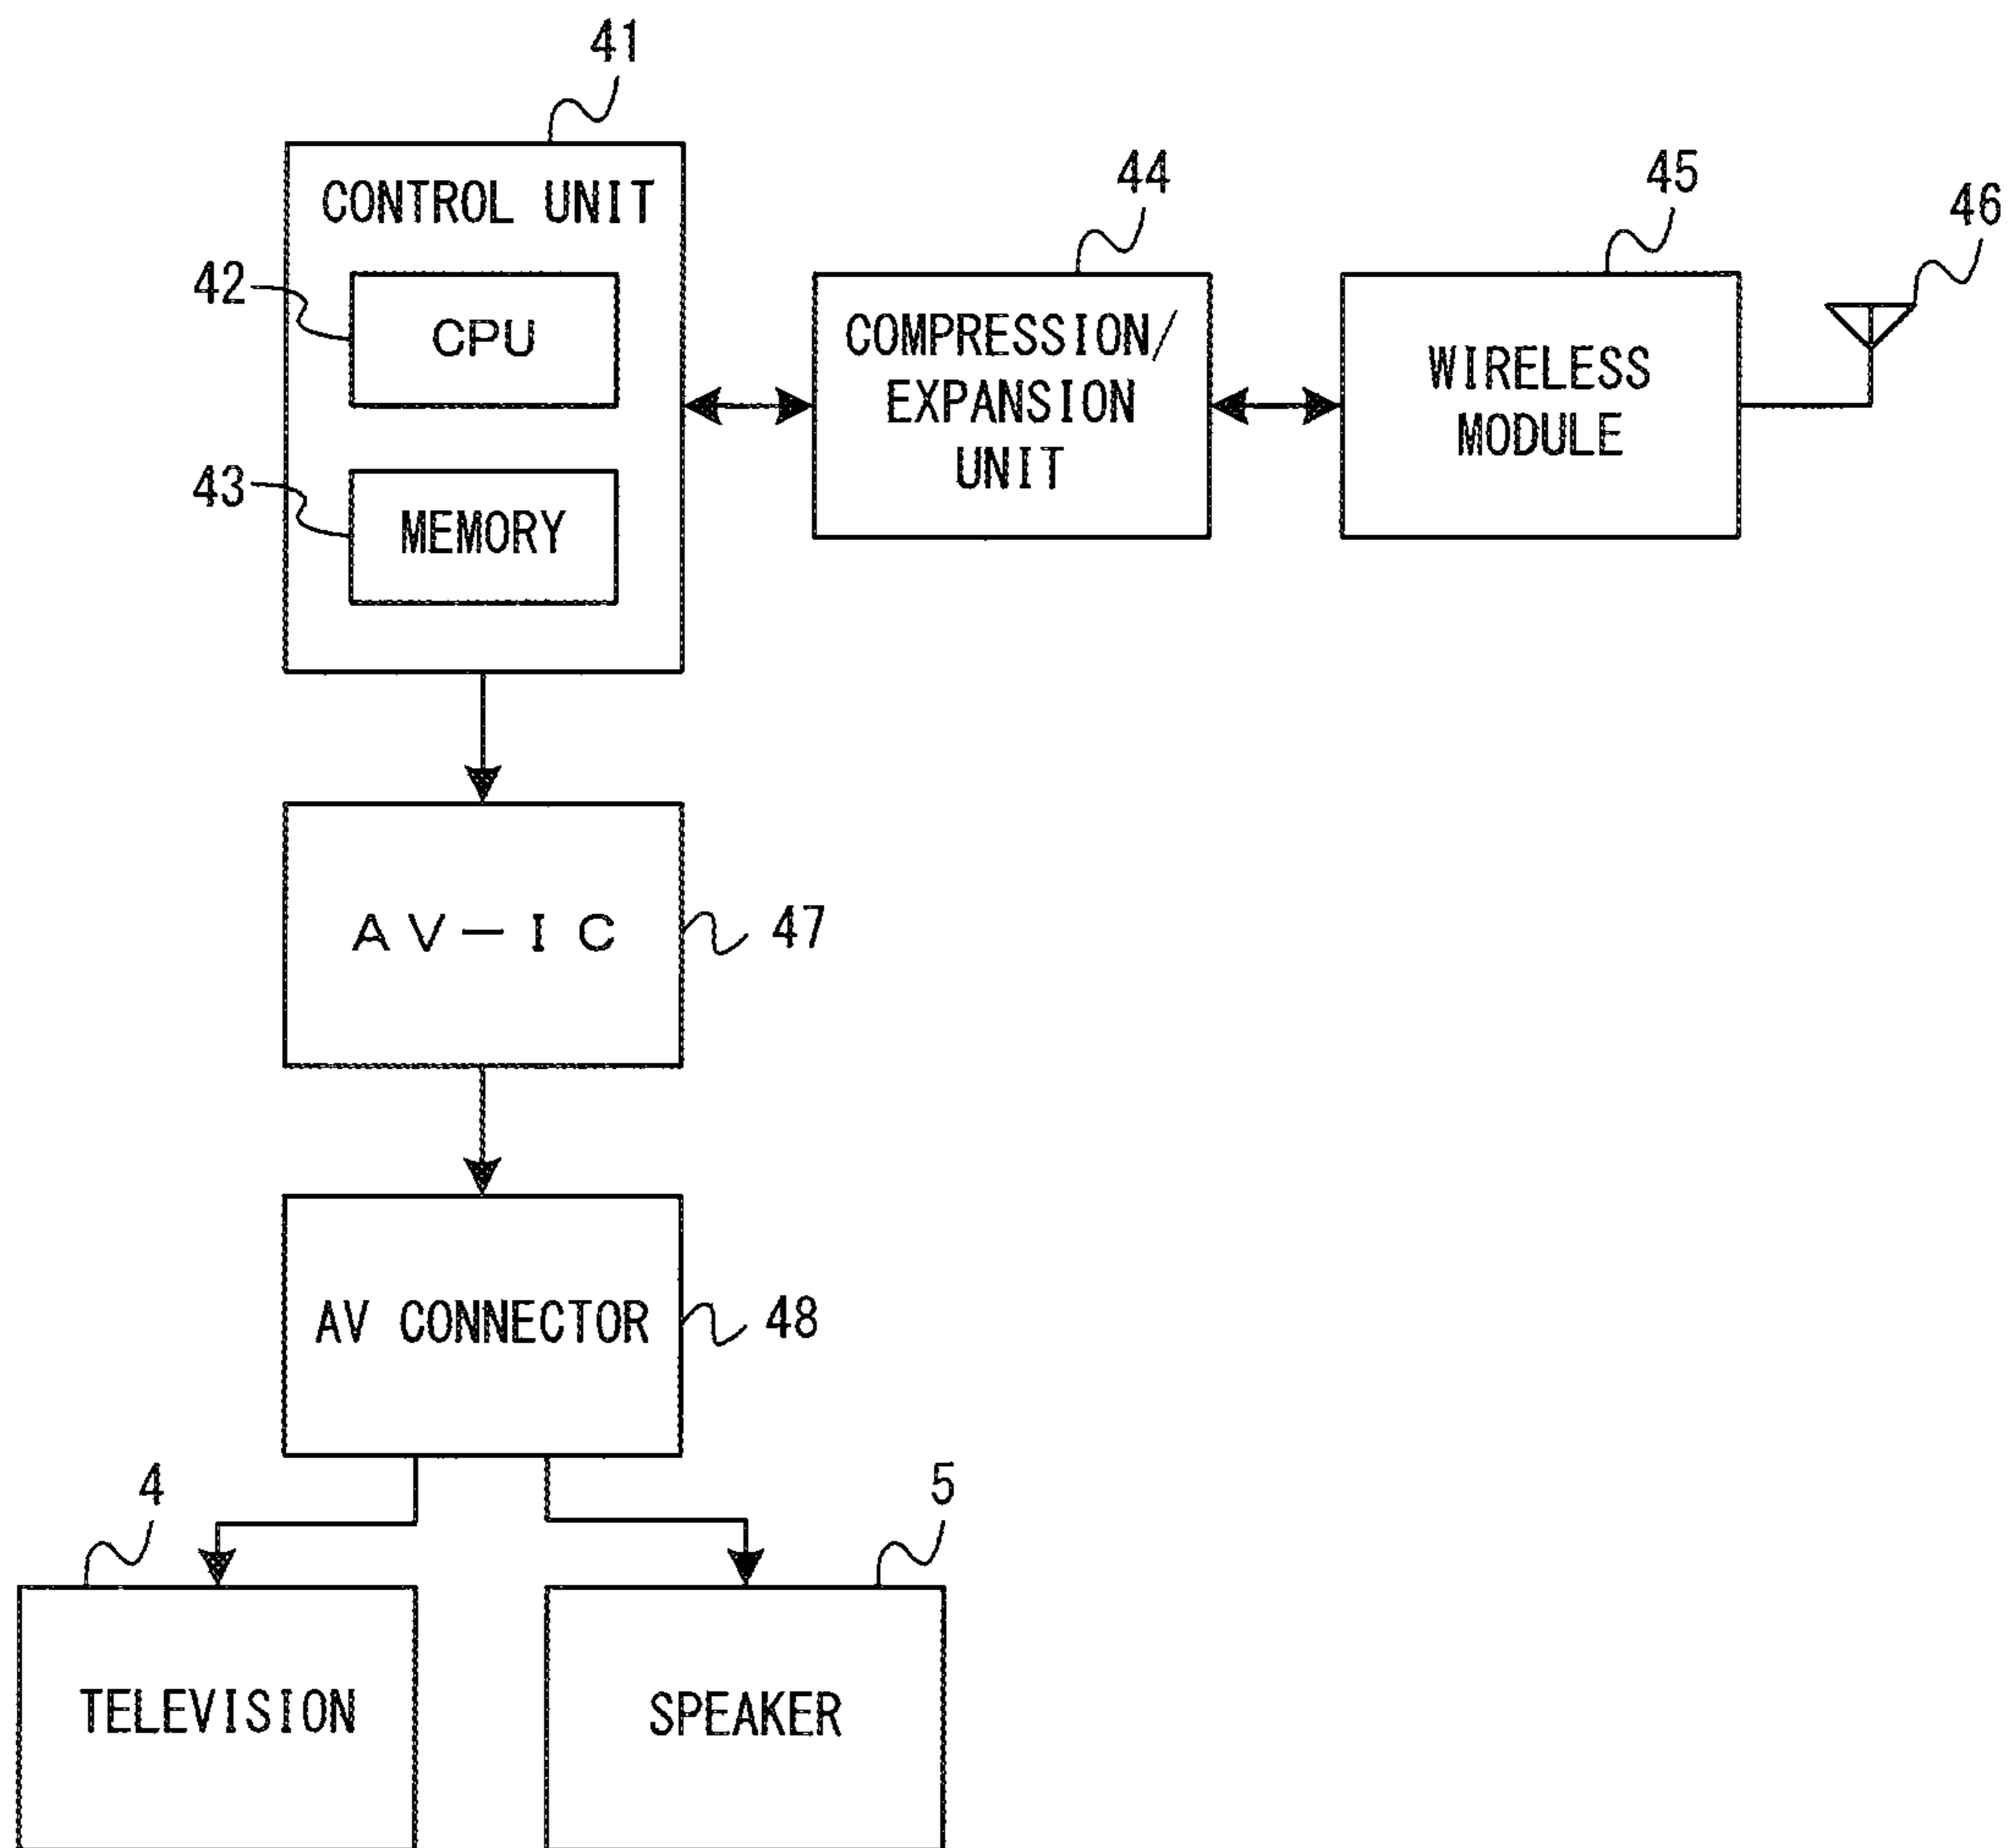 41
CONTROL UNIT
42
CPU
43
MEMORY
44
COMPRESSION/
EXPANSION
UNIT
45
WIRELESS
MODULE
46
AV-IC
47
AV CONNECTOR
48
4
TELEVISION
5
SPEAKER